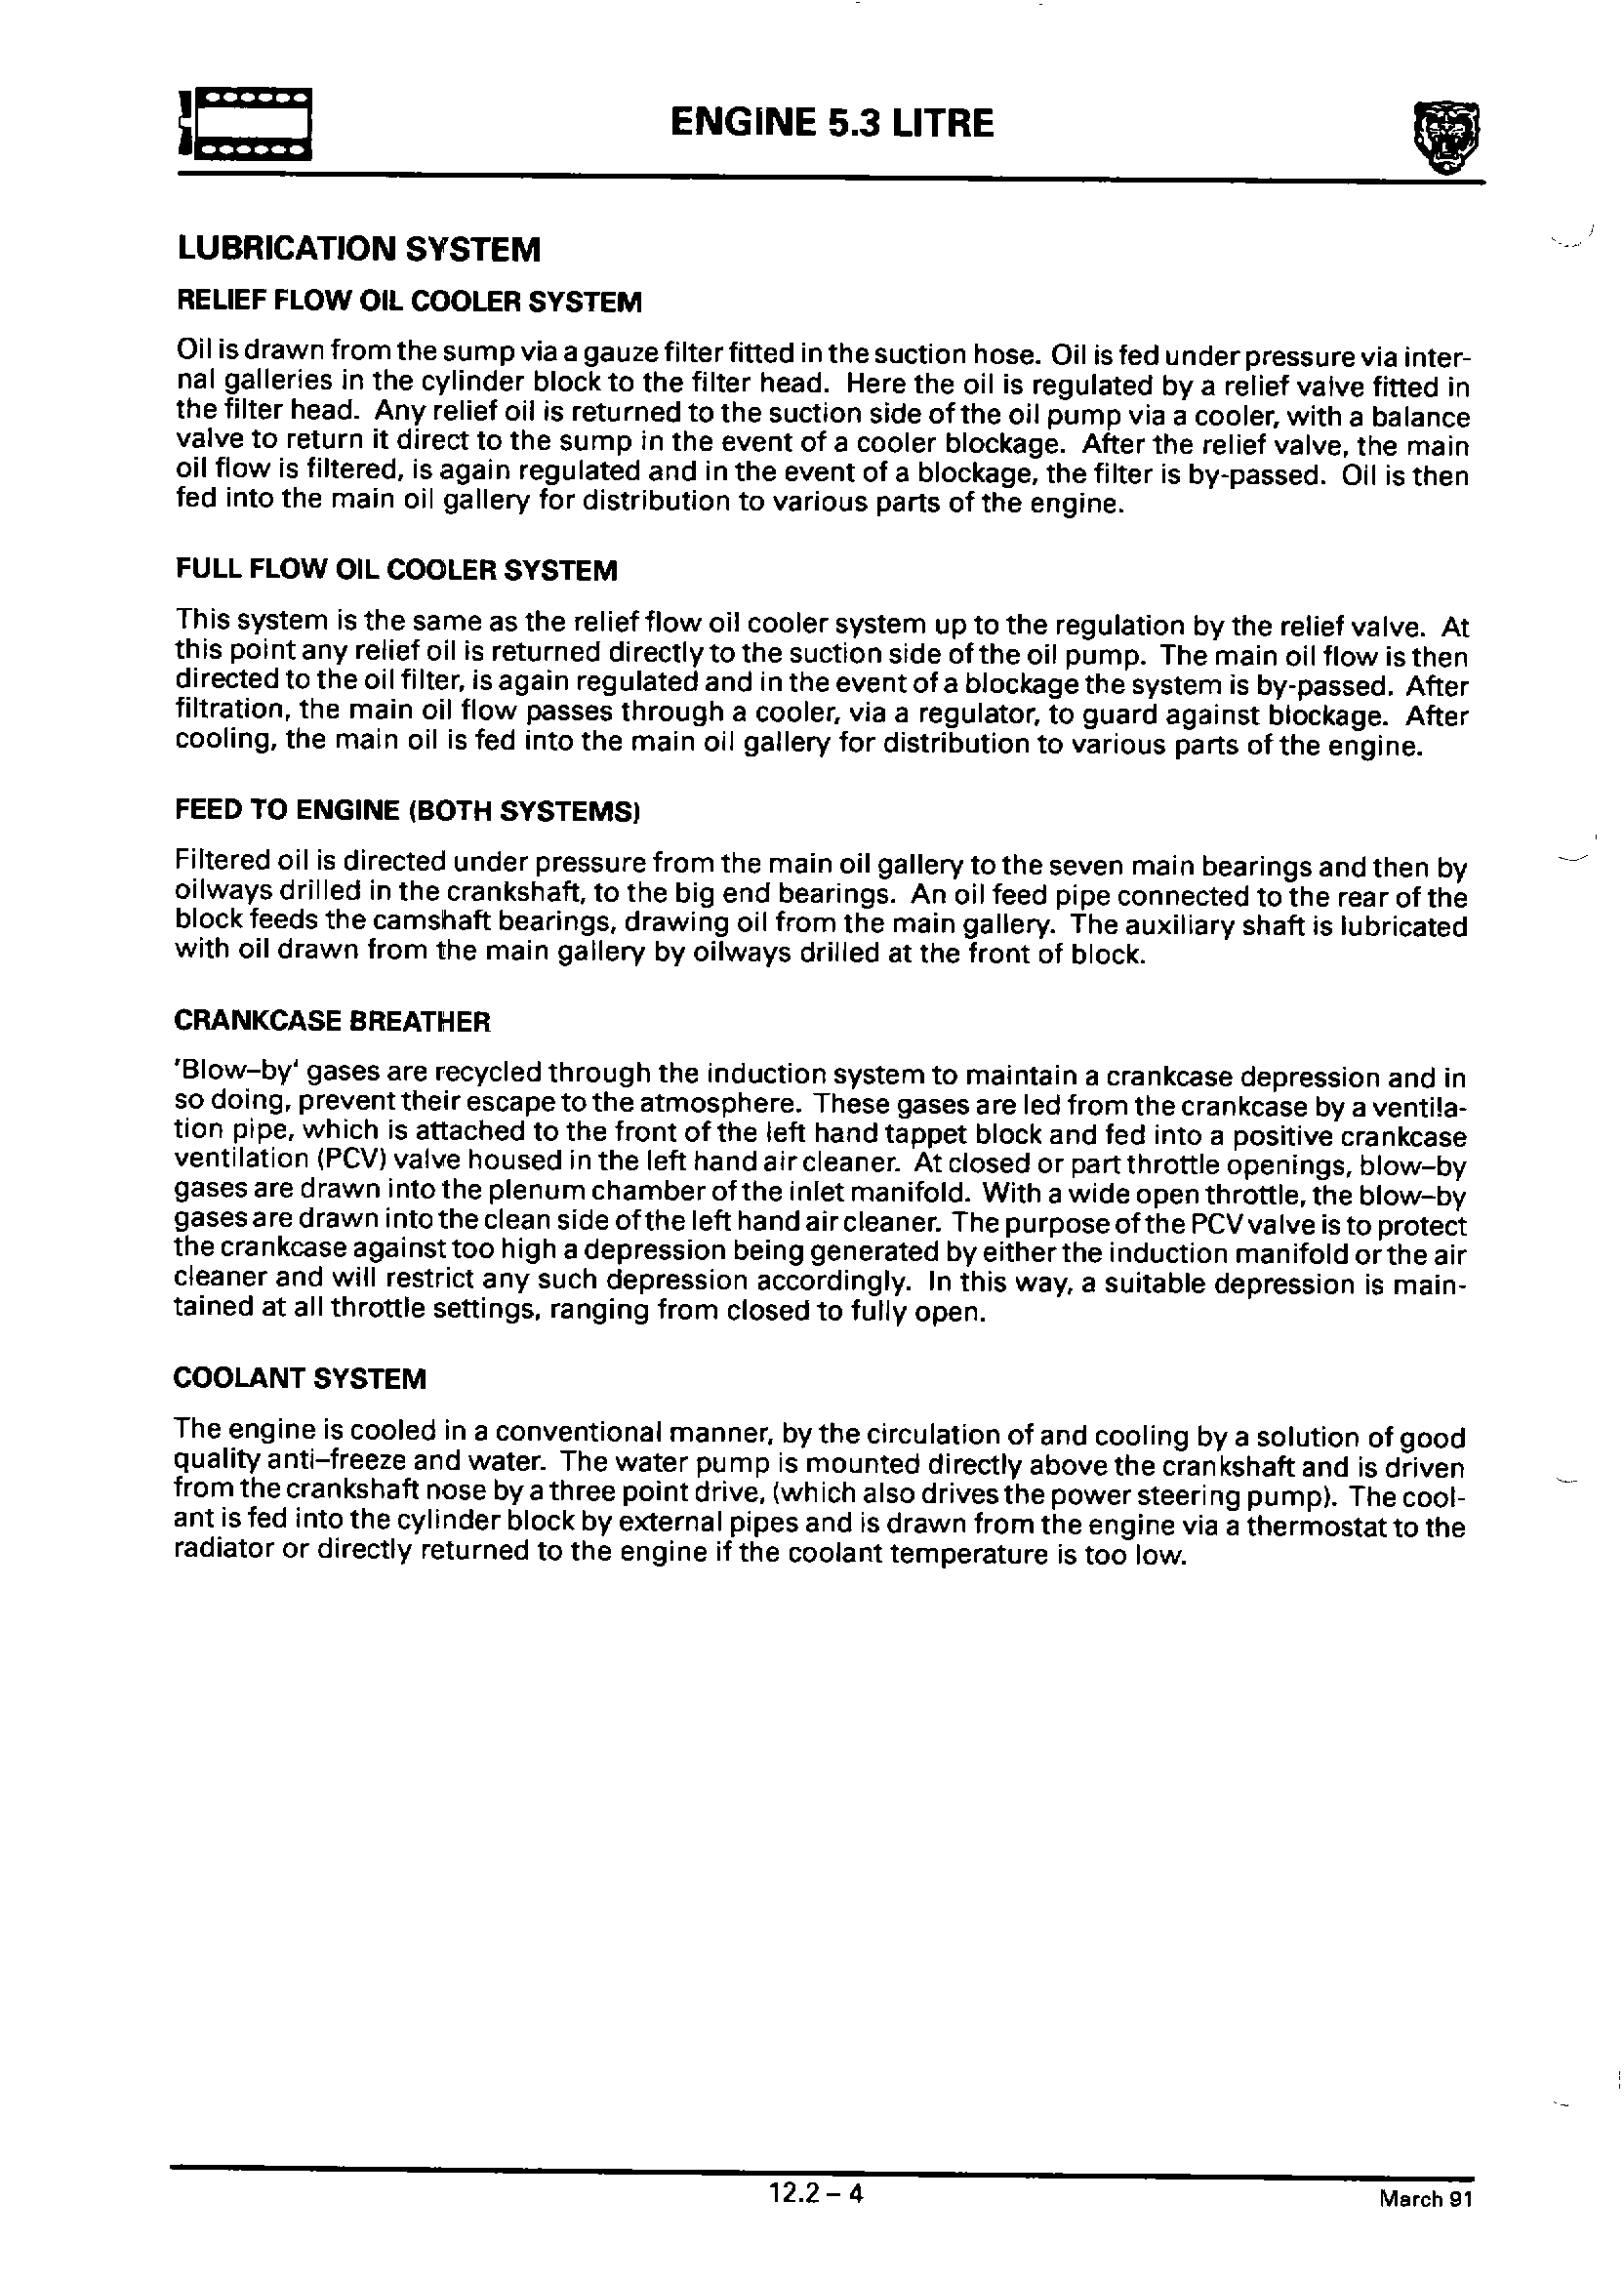 ENGINE 5.3 LITRE
LUBRICATION SYSTEM
RELIEF FLOW OIL COOLER SYSTEM
Oil is drawn from the sump via a gauze filter fitted in the suction hose. Oil is fed under pressure via inter-
nal galleries in the cylinder block to the filter head. Here the oil is regulated by a relief valve fitted in
the filter head. Any relief oil is returned to the suction side of the oil pump via a cooler, with a balance
valve to return it direct to the sump in the event of a cooler blockage. After the relief valve, the main
oil flow is filtered, is again regulated and in the event of a blockage, the filter is by-passed. Oil is then
fed into the main oil gallery for distribution to various parts of the engine.
FULL FLOW OIL COOLER SYSTEM
This system is the same as the relief flow oil cooler system up to the regulation by the relief valve. At
this point any relief oil is returned directly to the suction side of the oil pump. The main oil flow is then
directed to the oil filter, is again regulated and in the event of a blockage the system is by-passed. After
filtration, the main oil flow passes through a cooler, via a regulator, to guard against blockage. After
cooling, the main oil is fed into the main oil gallery for distribution to various parts of the engine.
FEED TO ENGINE (BOTH SYSTEMS)
Filtered oil is directed under pressure from the main oil gallery to the seven main bearings and then by
oilways drilled in the crankshaft, to the big end bearings. An oil feed pipe connected to the rear of the
block feeds the camshaft bearings, drawing oil from the main gallery. The auxiliary shaft is lubricated
with oil drawn from the main gallery by oilways drilled at the front of block.
CRANKCASE BREATHER
'Blow–by' gases are recycled through the induction system to maintain a crankcase depression and in
so doing, prevent their escape to the atmosphere. These gases are led from the crankcase by a ventila-
tion pipe, which is attached to the front of the left hand tappet block and fed into a positive crankcase
ventilation (PCV) valve housed in the left hand air cleaner. At closed or part throttle openings, blow–by
gases are drawn into the plenum chamber of the inlet manifold. With a wide open throttle, the blow–by
gases are drawn into the clean side of the left hand air cleaner. The purpose of the PCV valve is to protect
the crankcase against too high a depression being generated by either the induction manifold or the air
cleaner and will restrict any such depression accordingly. In this way, a suitable depression is main-
tained at all throttle settings, ranging from closed to fully open.
COOLANT SYSTEM
The engine is cooled in a conventional manner, by the circulation of and cooling by a solution of good
quality anti–freeze and water. The water pump is mounted directly above the crankshaft and is driven
from the crankshaft nose by a three point drive, (which also drives the power steering pump). The cool-
ant is fed into the cylinder block by external pipes and is drawn from the engine via a thermostat to the
radiator or directly returned to the engine if the coolant temperature is too low.
12.2 – 4
March 91